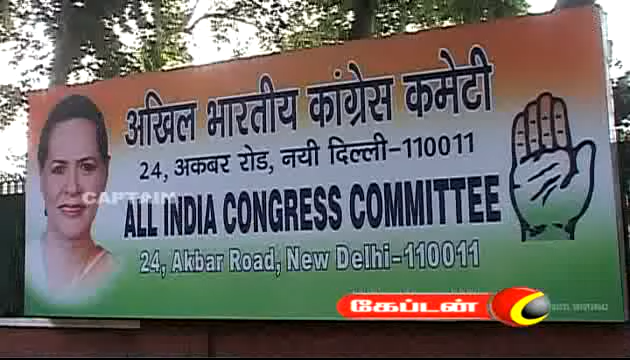 अखिल भारतीय कांग्रेस कमेटी
24, अकबर रोड, नयी दिल्ली-110011
CAPTAIN
ALL INDIA CONGRESS COMMITTEE
24, Akbar Road, New Delhi-110011
கேப்டன்